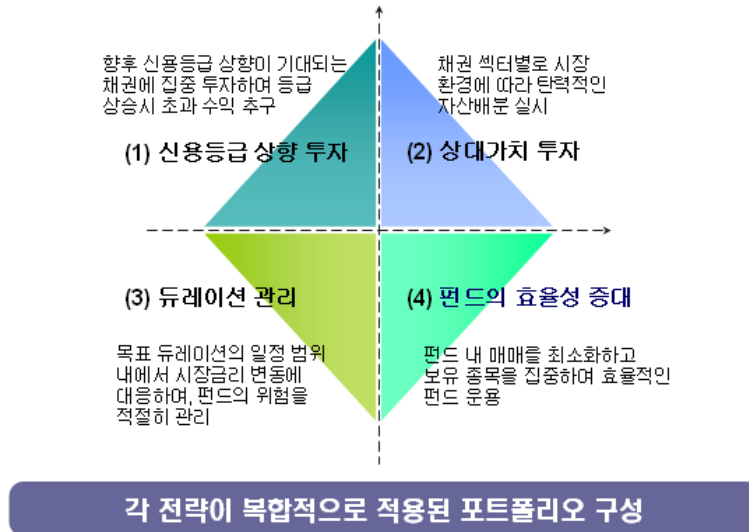 향후 신용등급 상향이 기대되는
채권에 집중 투자하며 등급
상승시 초과 수익 추구
(1) 신용등급 상향 투자
채권 섹터별로 시장
환경에 따라 탄력적인
자산배분 실시
(2) 상대가치 투자
(3) 듀레이션 관리
목표 듀레이션의 일정 범위
내에서 시장금리 변동에
대응하며, 펀드의 위험을
적절히 관리
(4) 펀드의 효율성 증대
펀드 내 매매를 최소화하고
보유 종목을 집중하며 효율적인
펀드 운용
각 전략이 복합적으로 적용된 포트폴리오 구성